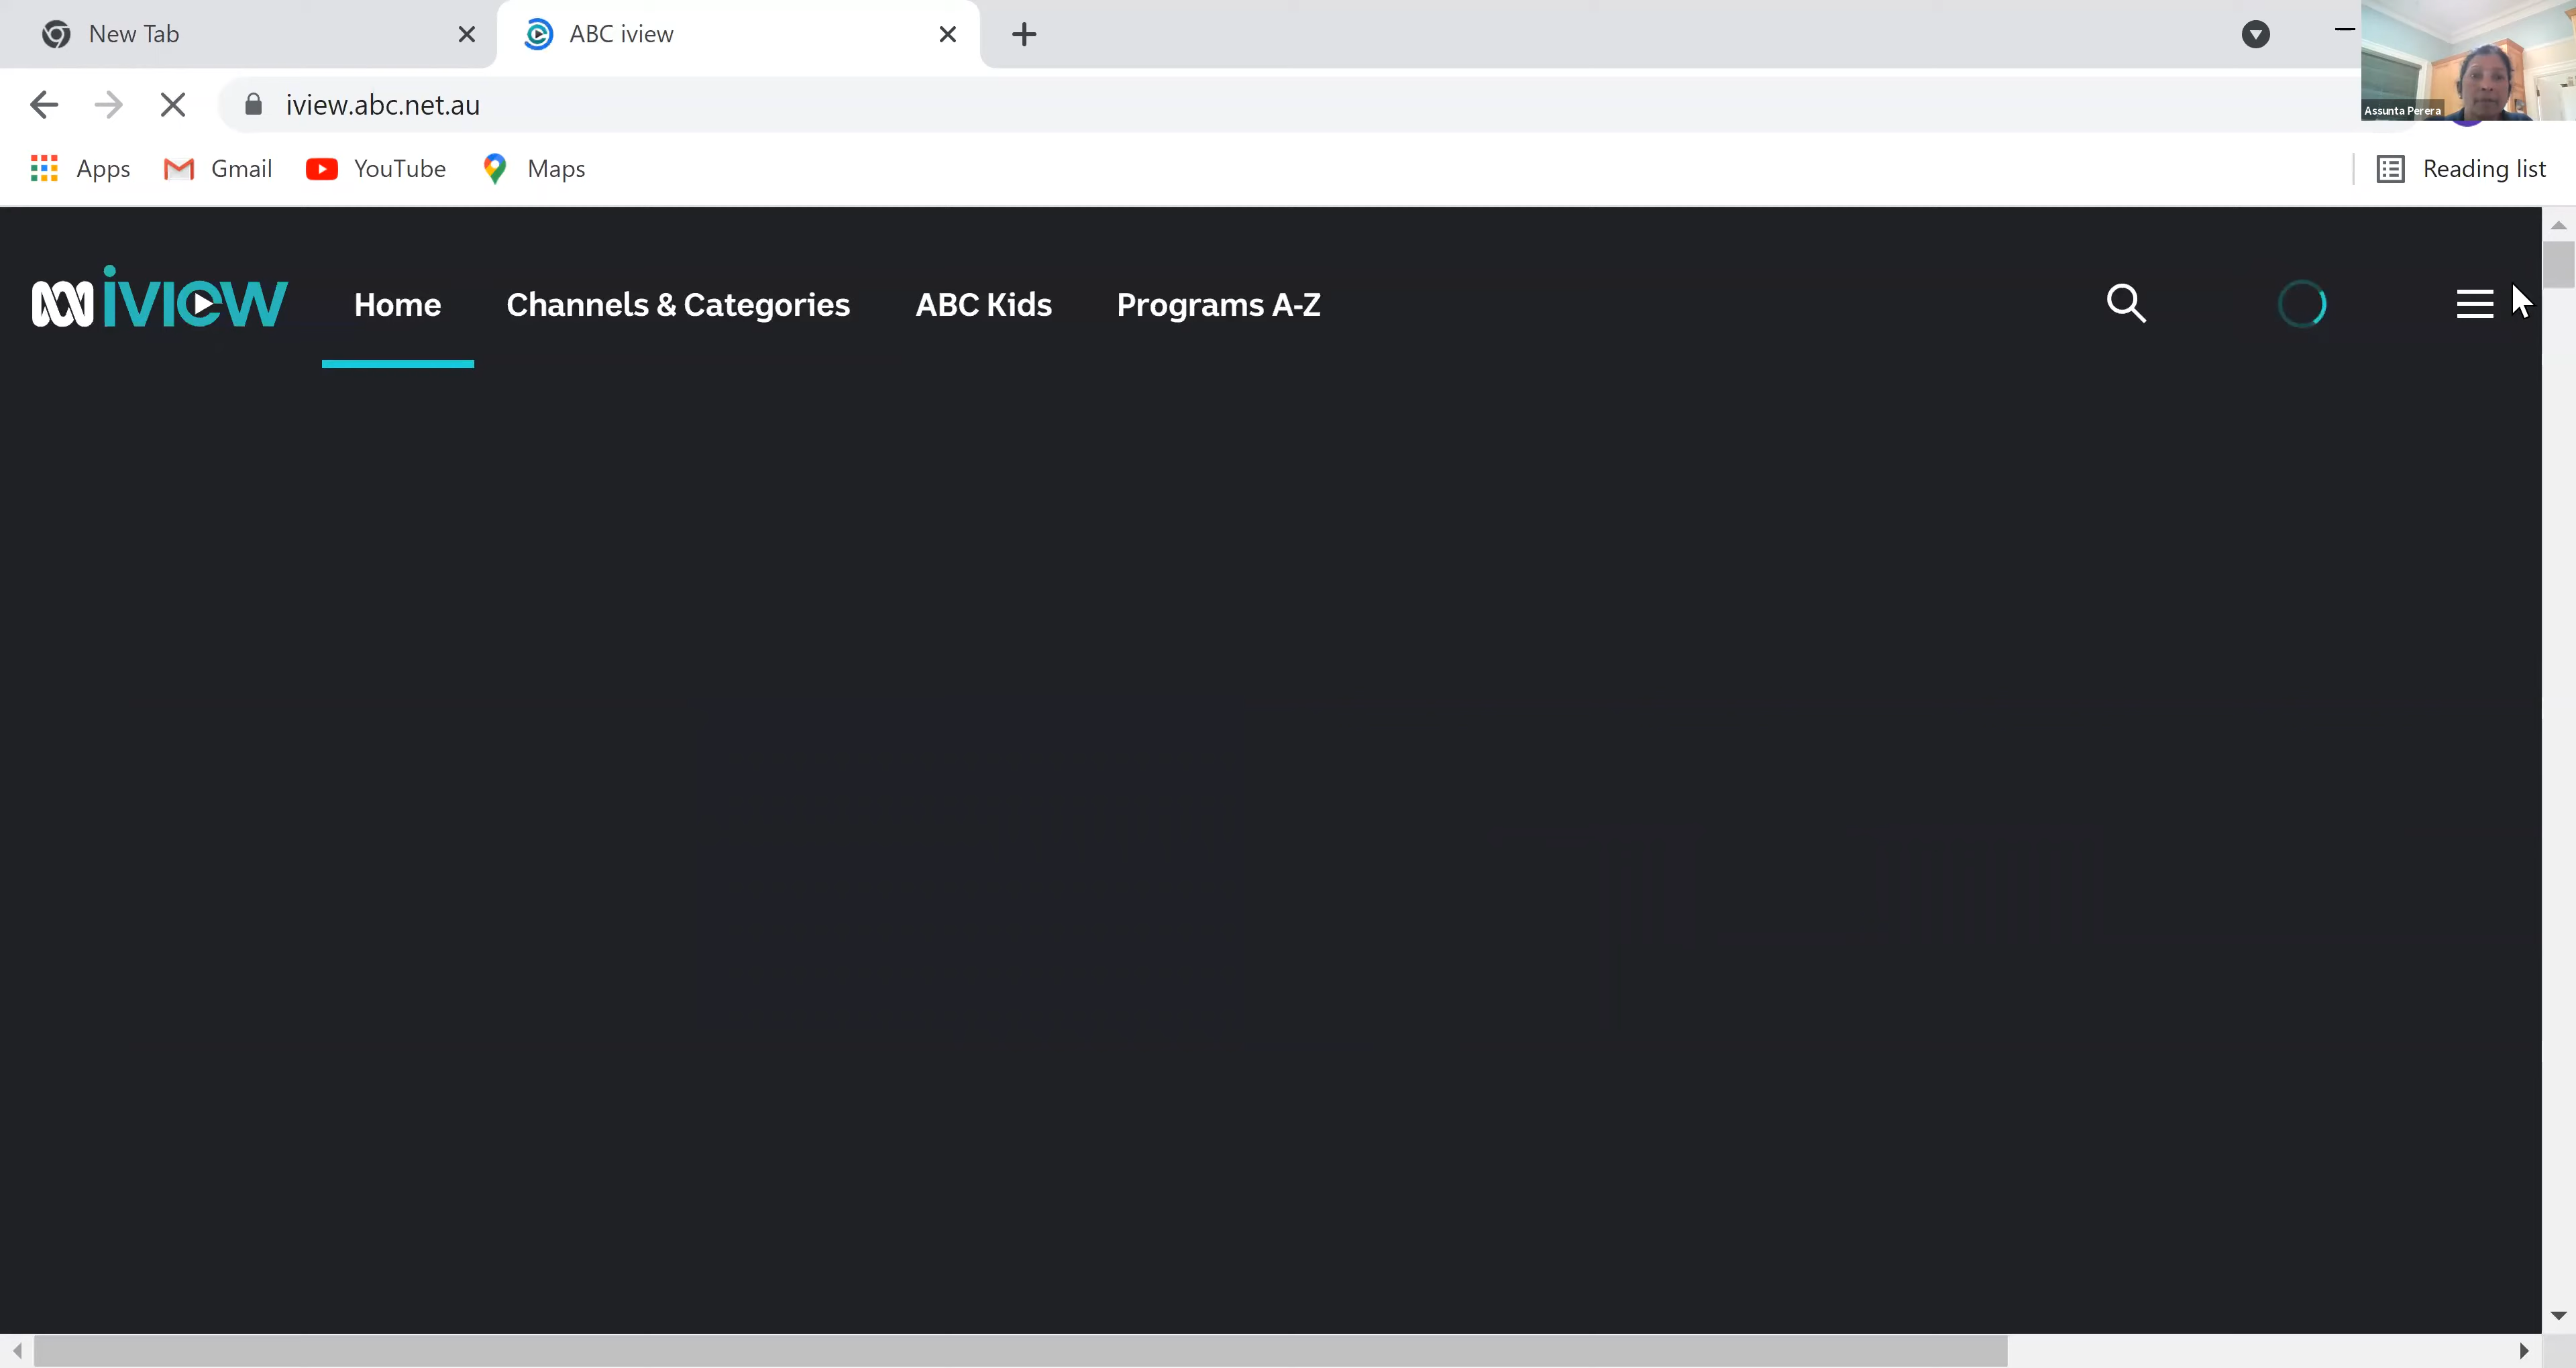 New Tab
ABC iview
iview.abc.net.au
Assunta Perera
Apps
Gmail
YouTube
Maps
Reading list
iview
Home
Channels & Categories
ABC Kids
Programs A-Z